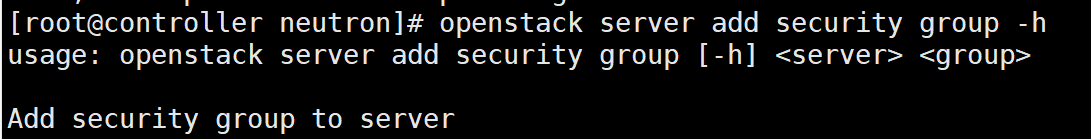 [root@controller neutron]# openstack server add security group -h
usage: openstack server add security group [-h] <server> <group>
Add security group to server